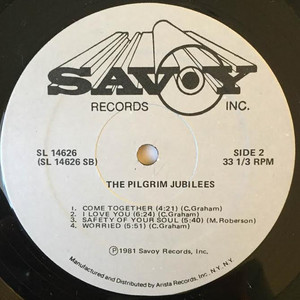 SAVOY
RECORDS INC.
SL 14626 SIDE 2
(SL 14626 SB) 33 1/3 RPM
THE PILGRIM JUBILEES
1. COME TOGETHER (4:21) (C.Graham)
2. I LOVE YOU (6:24) (C.Graham)
3. SAFETY OF YOUR SOUL (5:40) (M.Roberson)
4. WORRIED (5:51) (C.Graham)
Ⓟ1981 Savoy Records, Inc.
Manufactured and Distributed by Arista Records, Inc. N.Y. N.Y.